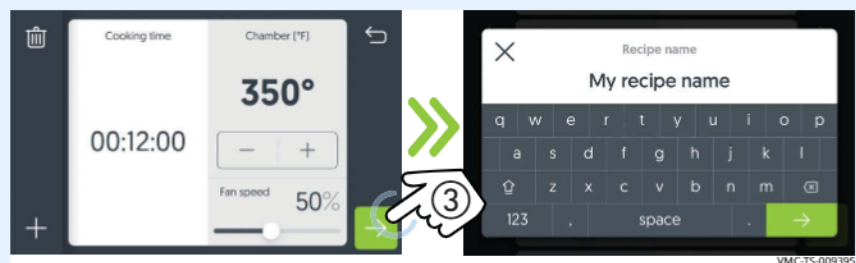 Cooking time
Chamber (°F)
350°
00:12:00
− +
Fan speed
50%
+
③
Recipe name
My recipe name
q w e r t y u i o p
a s d f g h j k l
z x c v b n m
123 , space .
VMC-TS-009395